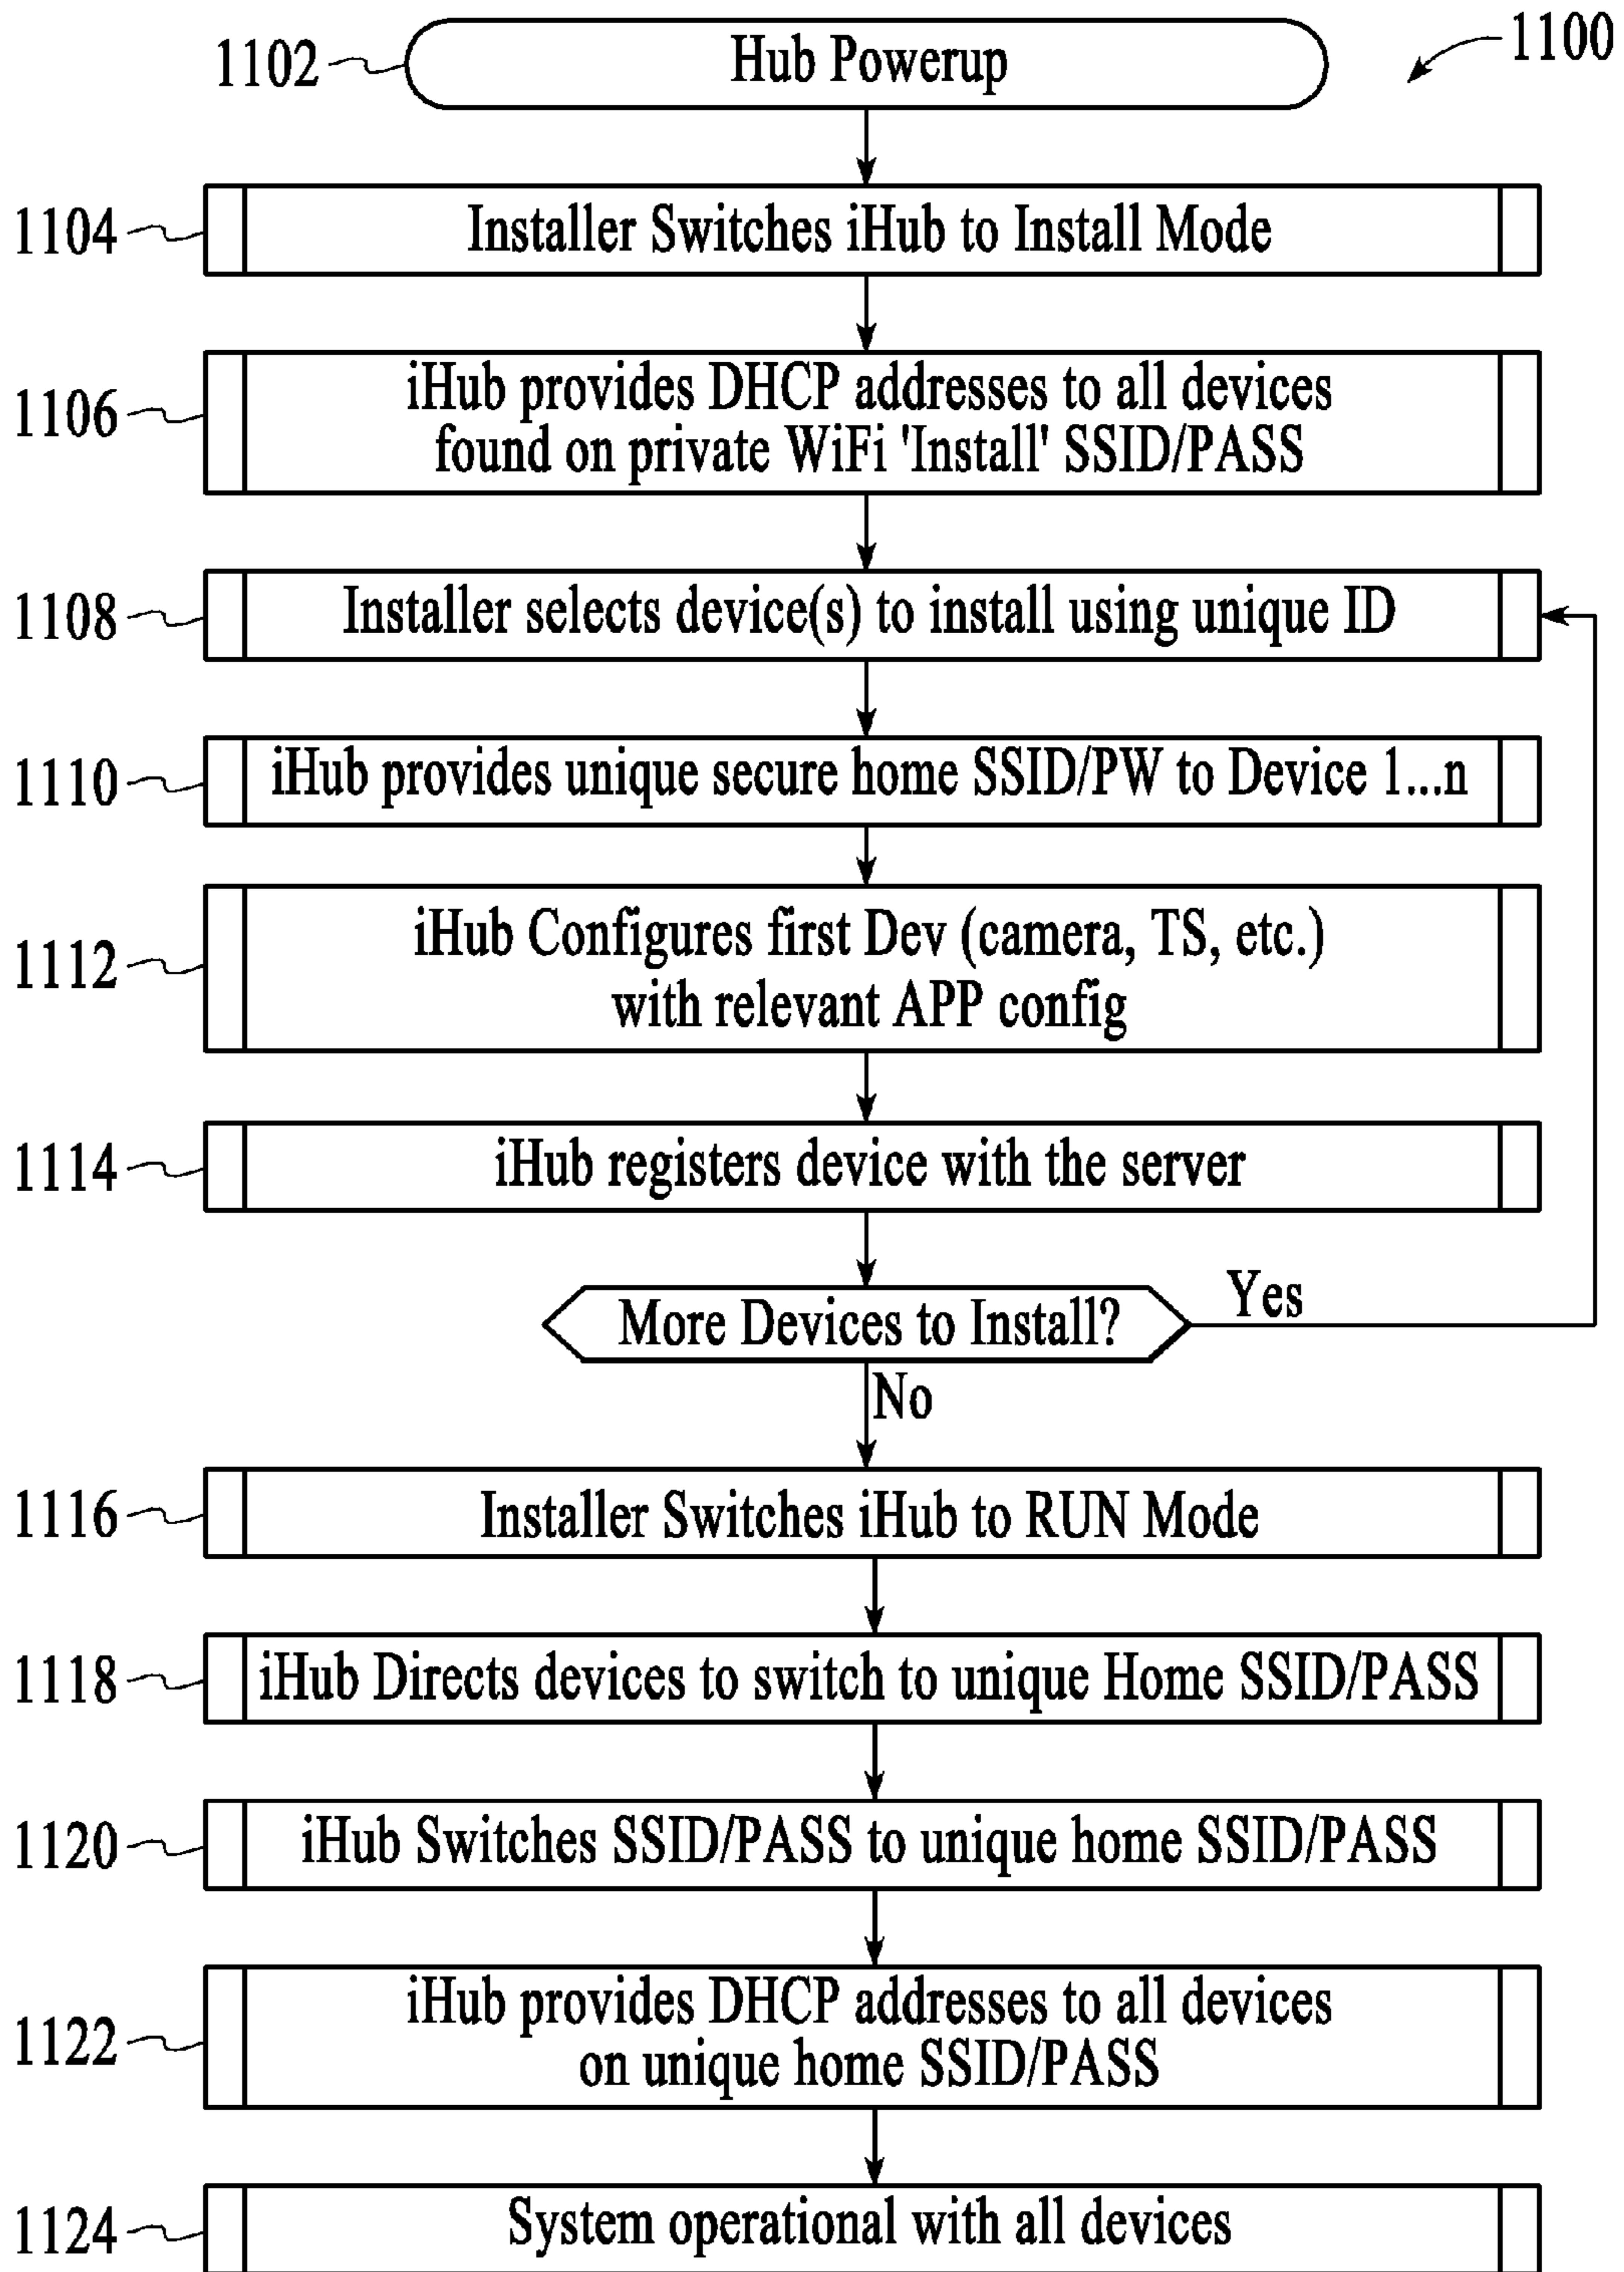 1102 Hub Powerup 1100
1104 Installer Switches iHub to Install Mode
1106 iHub provides DHCP addresses to all devices
found on private WiFi 'Install' SSID/PASS
1108 Installer selects device(s) to install using unique ID
1110 iHub provides unique secure home SSID/PW to Device 1...n
1112 iHub Configures first Dev (camera, TS, etc.)
with relevant APP config
1114 iHub registers device with the server
More Devices to Install? Yes
No
1116 Installer Switches iHub to RUN Mode
1118 iHub Directs devices to switch to unique Home SSID/PASS
1120 iHub Switches SSID/PASS to unique home SSID/PASS
1122 iHub provides DHCP addresses to all devices
on unique home SSID/PASS
1124 System operational with all devices